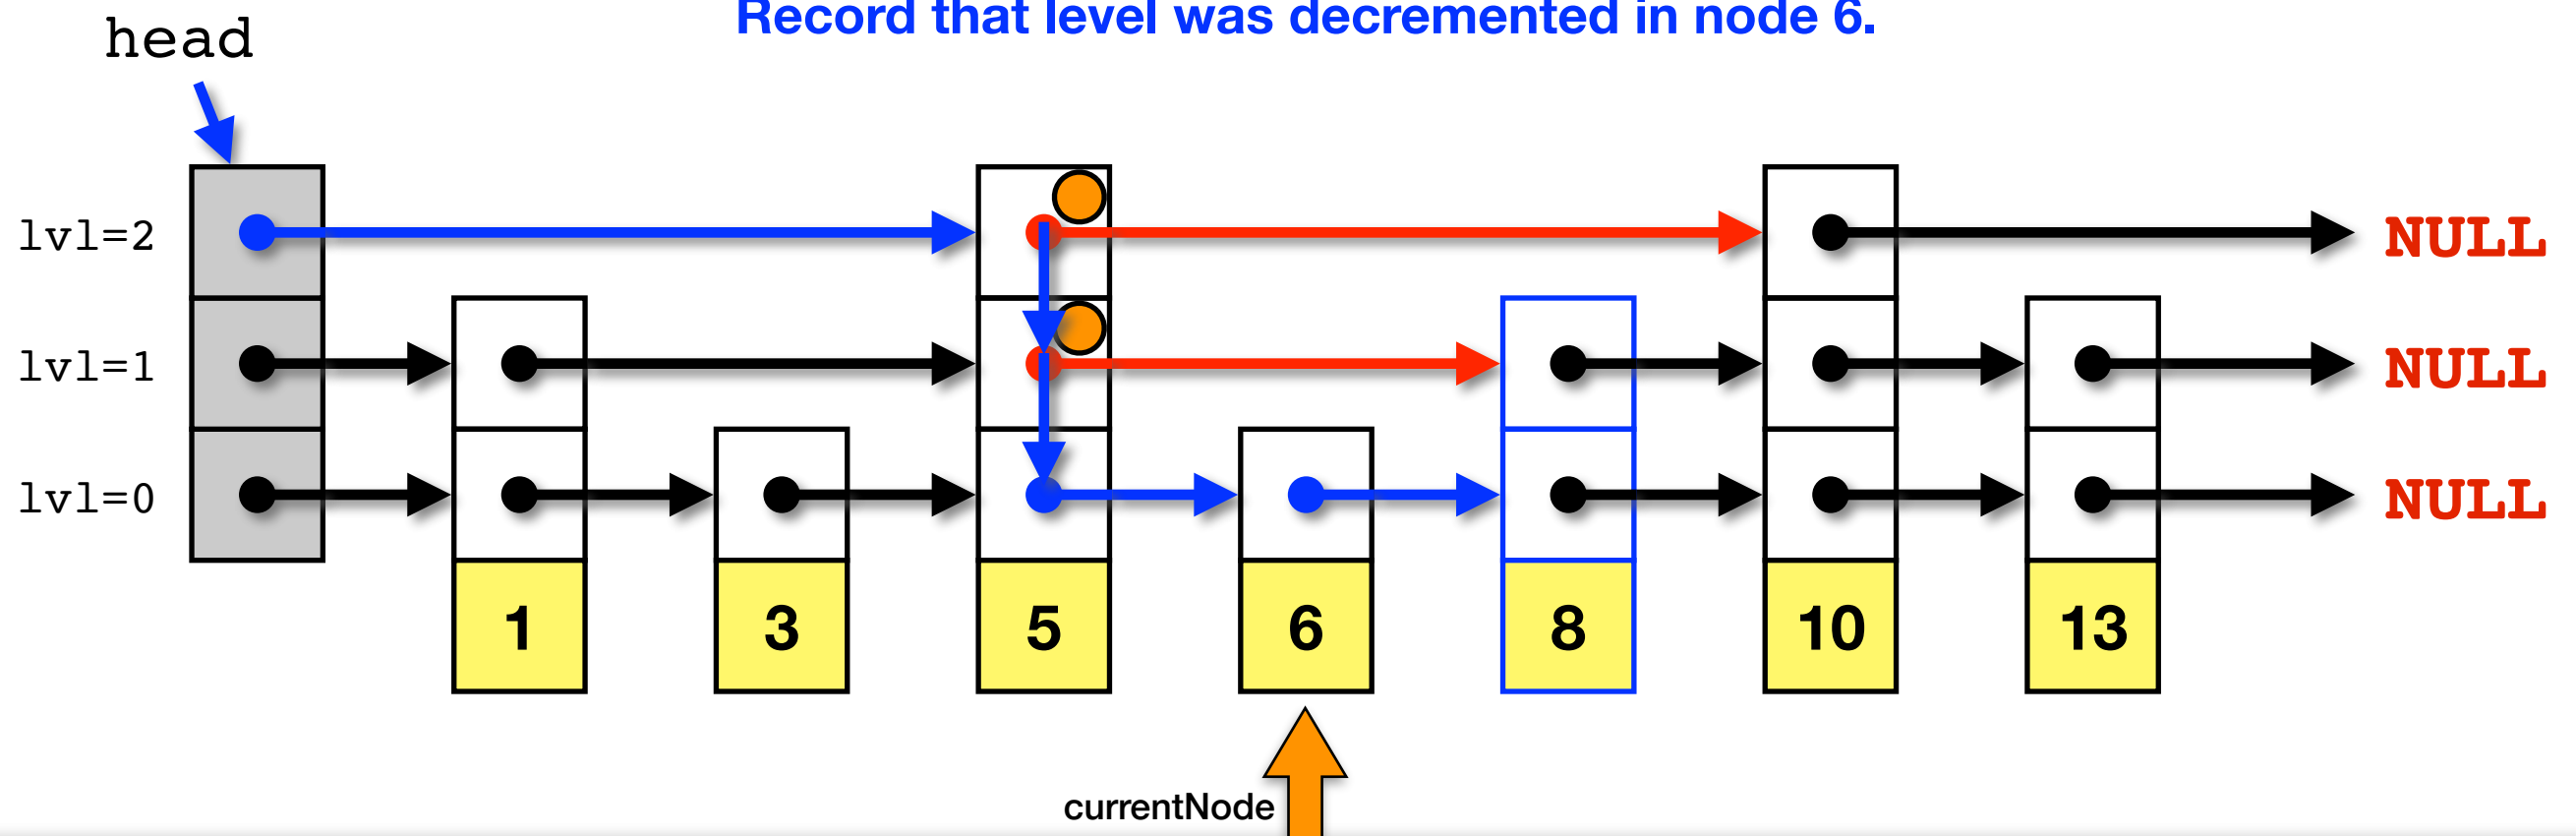 Record that level was decremented in node 6.
head
lvl=2
NULL
lvl=1
NULL
lvl=0
NULL
1 3 5 6 8 10 13
currentNode